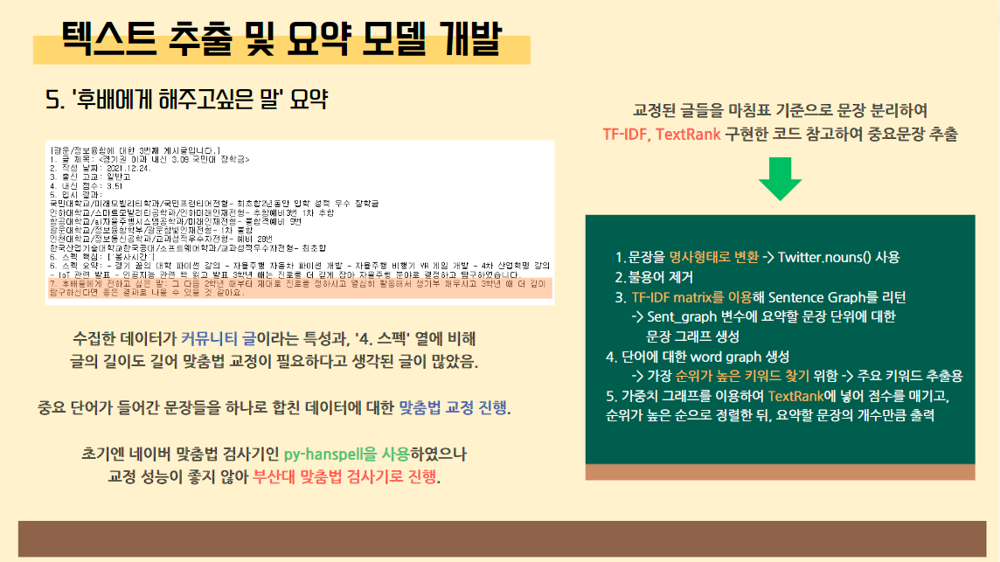 텍스트 추출 및 요약 모델 개발
5. '후배에게 해주고싶은 말' 요약
[광운/정보융합에 대한 3번째 게시글입니다.]
1. 글 제목: <경기권 이과 내신 3.09 국민대 장학금>
2. 작성 날짜: 2021.12.24.
3. 출신 고교: 일반고
4. 내신 점수: 3.51
5. 입시 결과:
국민대학교/미래모빌리티학과/국민프런티어전형- 최초합2년동안 입학 성적 우수 장학금
인하대학교/스마트모빌리티공학과/인하미래인재전형- 추합예비3번 1차 추합
항공대학교/ai자율주행시스템공학과/미래인재전형- 불합격예비 9번
광운대학교/정보융합학부/광운참빛인재전형- 1차 불합
인천대학교/정보통신공학과/교과성적우수자전형- 예비 28번
한국산업기술대학교한국공대/소프트웨어학과/교과성적우수자전형- 최초합
6. 스펙 핵심: ['봉사시간']
6. 스펙 요약: - 경기 꿈의 대학 파이썬 강의 - 자율주행 자동차 파이썬 개발 - 자율주행 비행기 VR 게임 개발 - 4차 산업혁명 강의
- IoT 관련 발표 - 인공지능 관련 책 읽고 발표 3학년 때는 진로를 더 깊게 잡아 자율주행 분야로 결정하고 탐구하였습니다.
7. 후배들에게 전하고 싶은 말: 그 다음 2학년 때부터 제대로 진로를 정하시고 열심히 활동해서 생기부 채우시고 3학년 때 더 깊이
탐구하신다면 좋은 결과로 나올 수 있을 것 같아요.
수집한 데이터가 커뮤니티 글이라는 특성과, '4. 스펙' 열에 비해
글의 길이도 길어 맞춤법 교정이 필요하다고 생각된 글이 많았음.
중요 단어가 들어간 문장들을 하나로 합친 데이터에 대한 맞춤법 교정 진행.
초기엔 네이버 맞춤법 검사기인 py-hanspell을 사용하였으나
교정 성능이 좋지 않아 부산대 맞춤법 검사기로 진행.
교정된 글들을 마침표 기준으로 문장 분리하여
TF-IDF, TextRank 구현한 코드 참고하여 중요문장 추출
1. 문장을 명사형태로 변환 -> Twitter.nouns() 사용
2. 불용어 제거
3. TF-IDF matrix를 이용해 Sentence Graph를 리턴
-> Sent_graph 변수에 요약할 문장 단위에 대한
문장 그래프 생성
4. 단어에 대한 word graph 생성
-> 가장 순위가 높은 키워드 찾기 위함 -> 주요 키워드 추출용
5. 가중치 그래프를 이용하여 TextRank에 넣어 점수를 매기고,
순위가 높은 순으로 정렬한 뒤, 요약할 문장의 개수만큼 출력